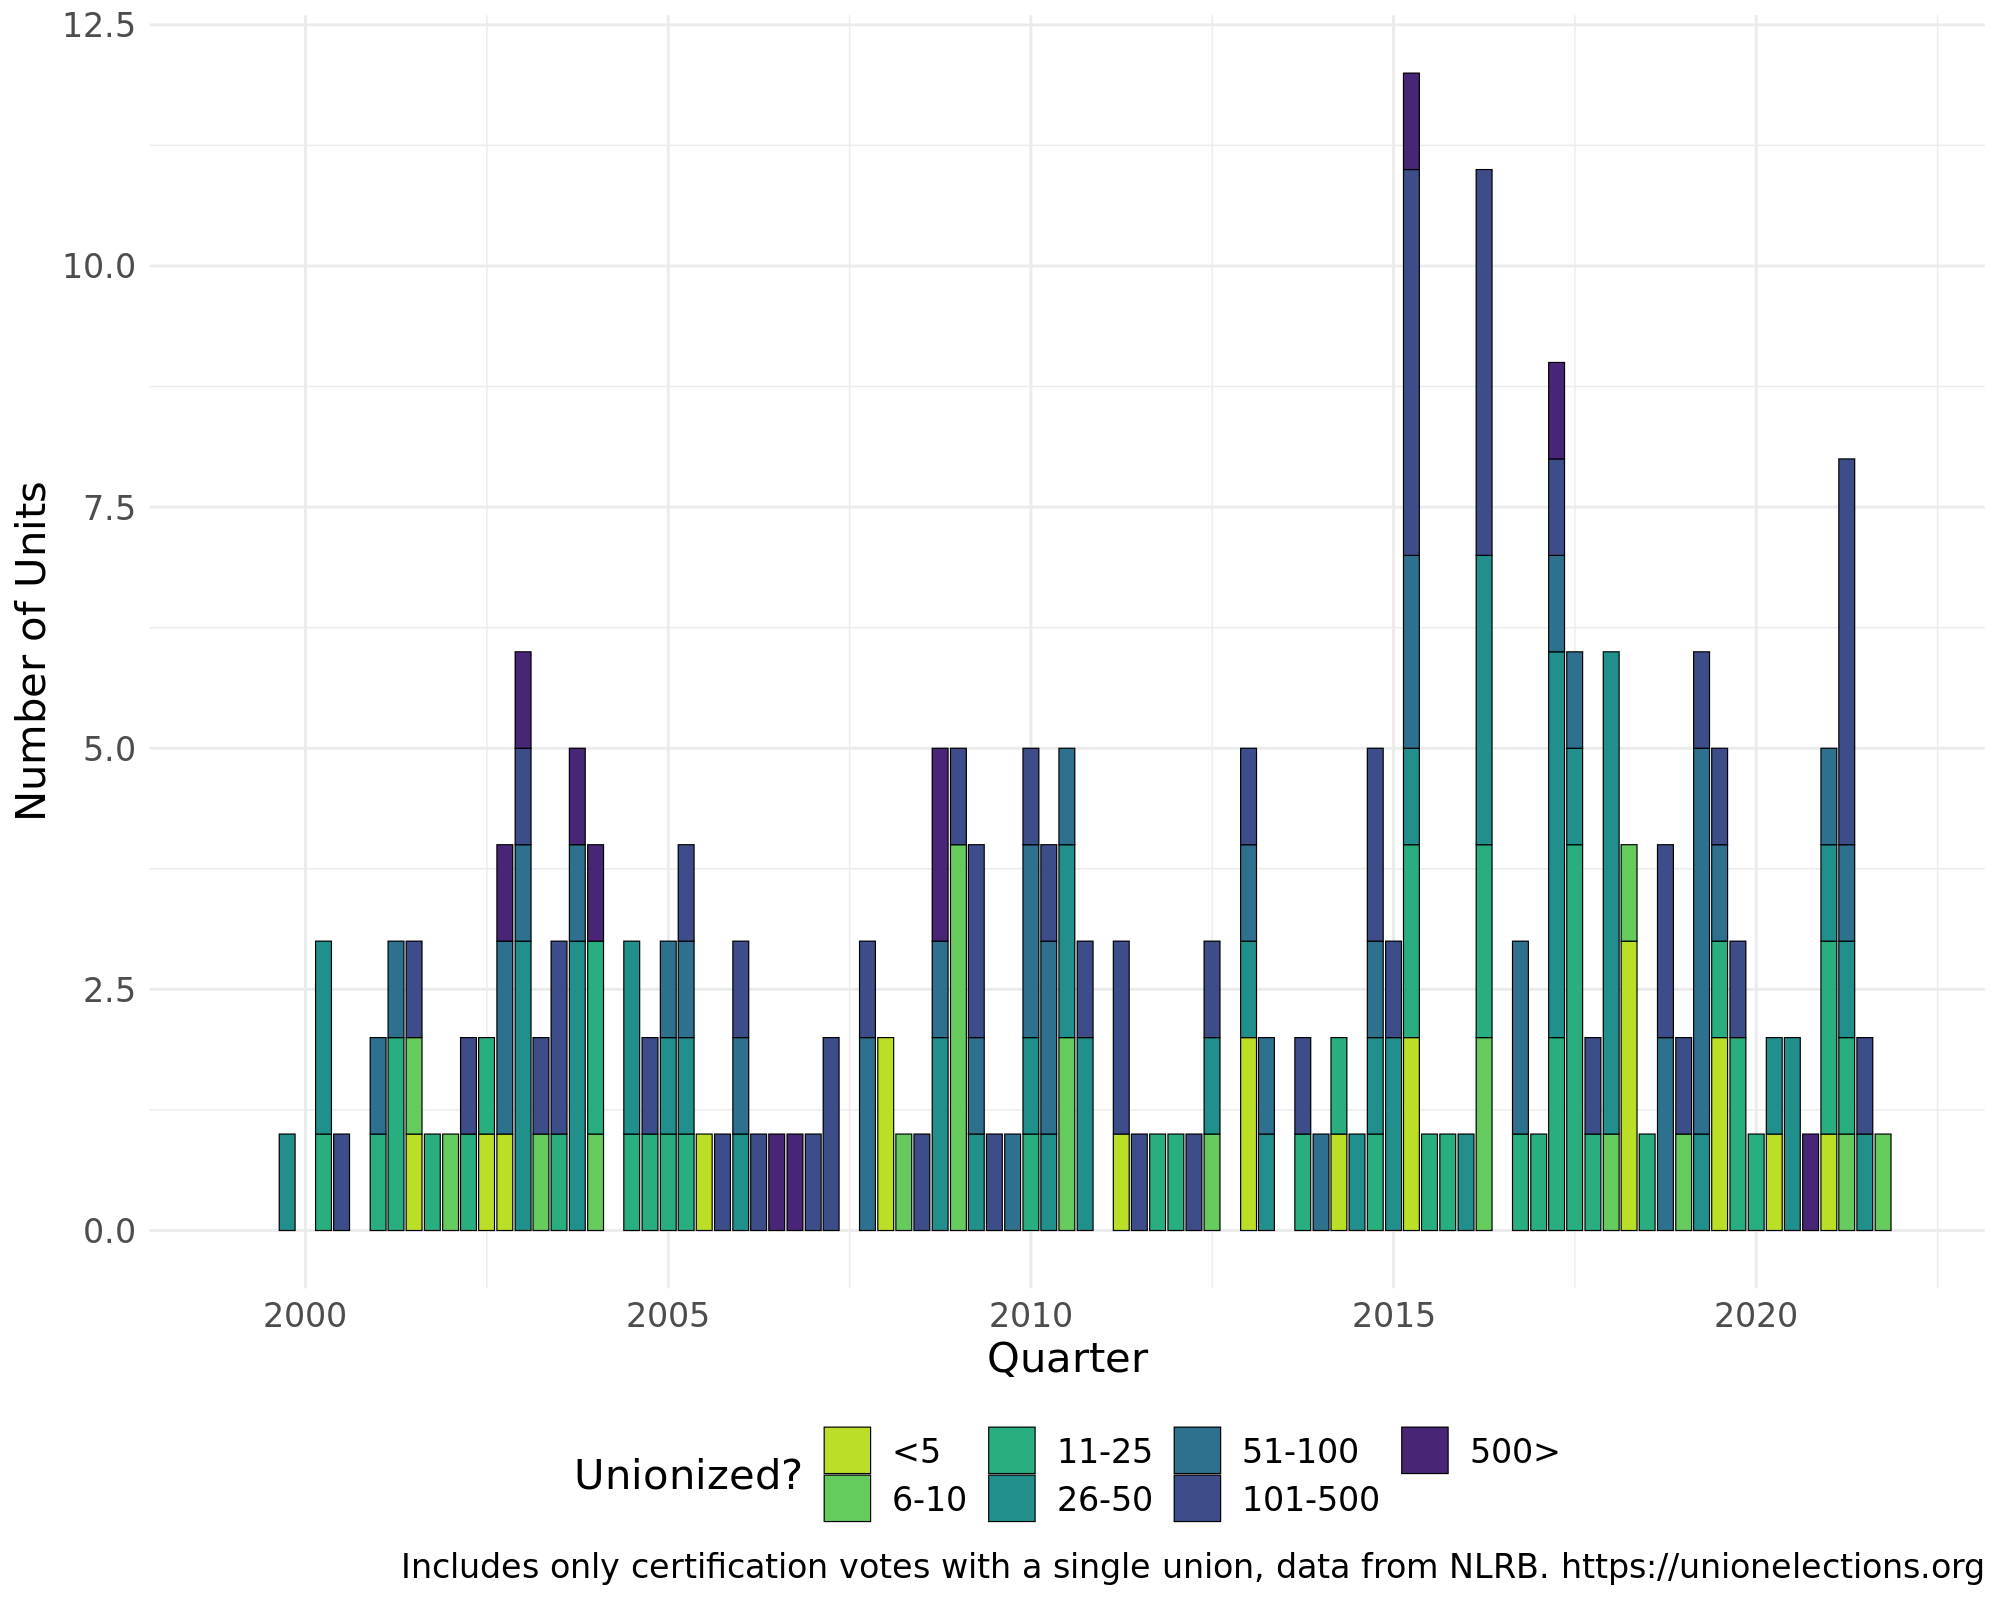 12.5
10.0
7.5
5.0
2.5
0.0
Number of Units
2000 2005 2010 2015 2020
Quarter
Unionized?
<5 11-25 51-100 500>
6-10 26-50 101-500
Includes only certification votes with a single union, data from NLRB. https://unionelections.org